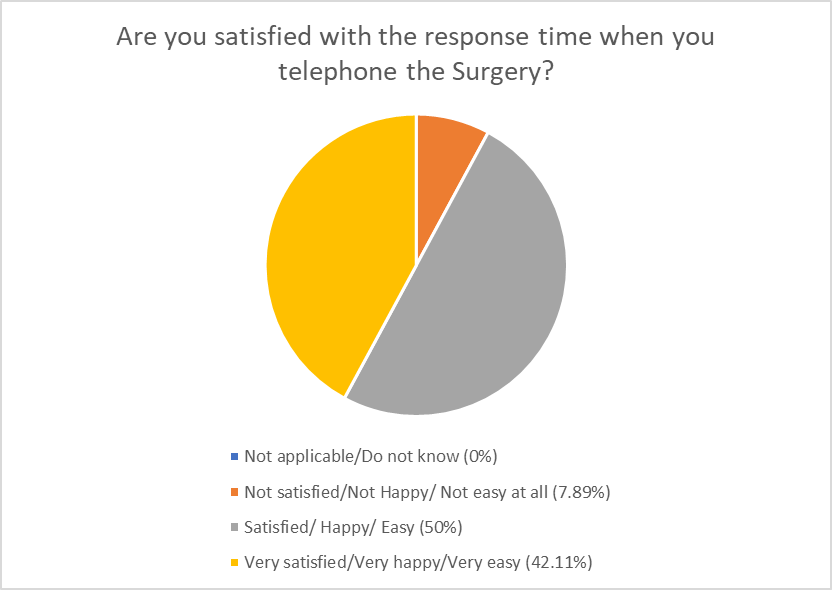 Are you satisfied with the response time when you
telephone the Surgery?
Not applicable/Do not know (0%)
Not satisfied/Not Happy/ Not easy at all (7.89%)
Satisfied/ Happy/ Easy (50%)
Very satisfied/Very happy/Very easy (42.11%)